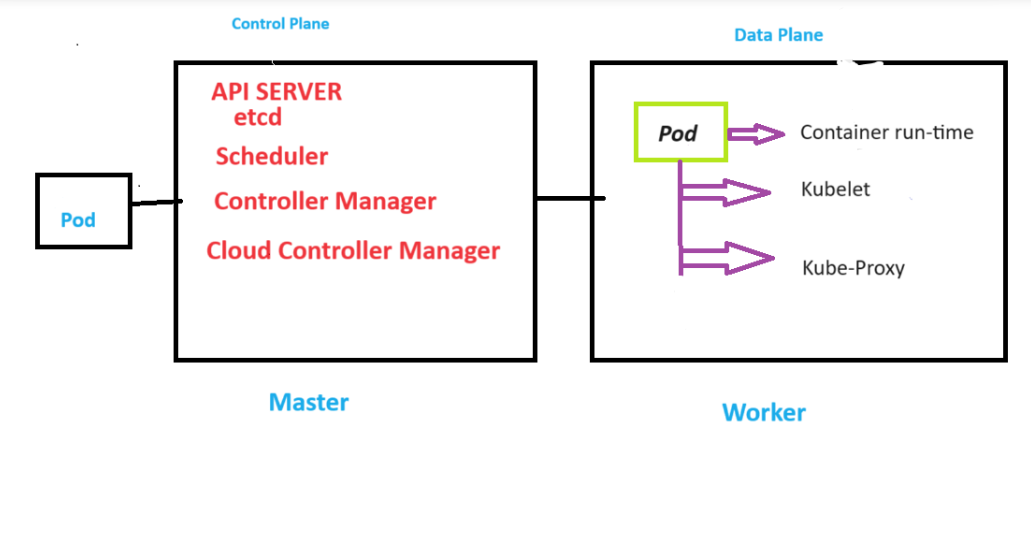 Control Plane
Data Plane
API SERVER
etcd
Scheduler
Controller Manager
Cloud Controller Manager
Pod
Pod
Container run-time
Kubelet
Kube-Proxy
Master
Worker